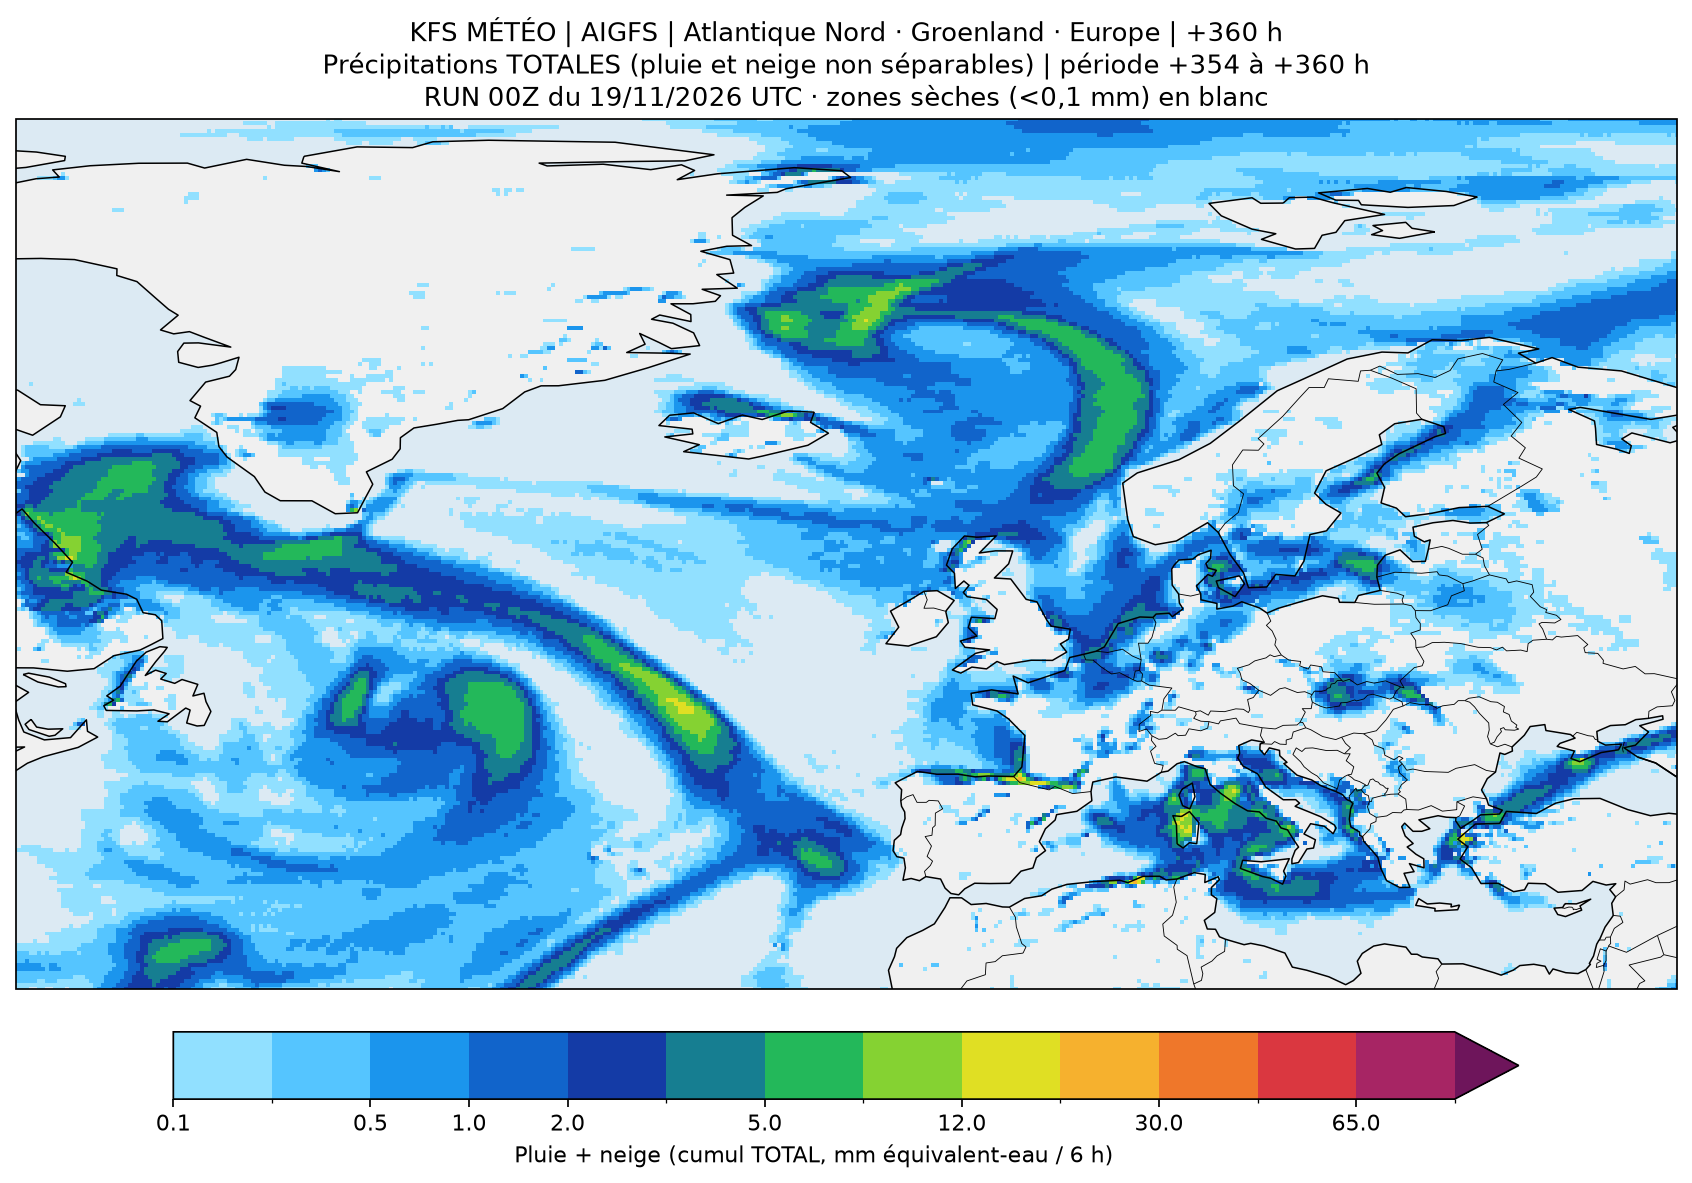 KFS MÉTÉO | AIGFS | Atlantique Nord · Groenland · Europe | +360 h
Précipitations TOTALES (pluie et neige non séparables) | période +354 à +360 h
RUN 00Z du 19/11/2026 UTC · zones sèches (<0,1 mm) en blanc
0.1 0.5 1.0 2.0 5.0 12.0 30.0 65.0
Pluie + neige (cumul TOTAL, mm équivalent-eau / 6 h)